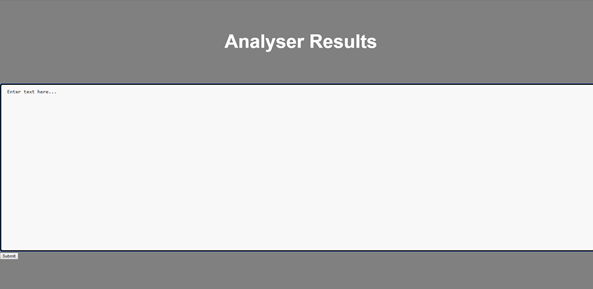 Analyser Results
Enter text here...
Submit